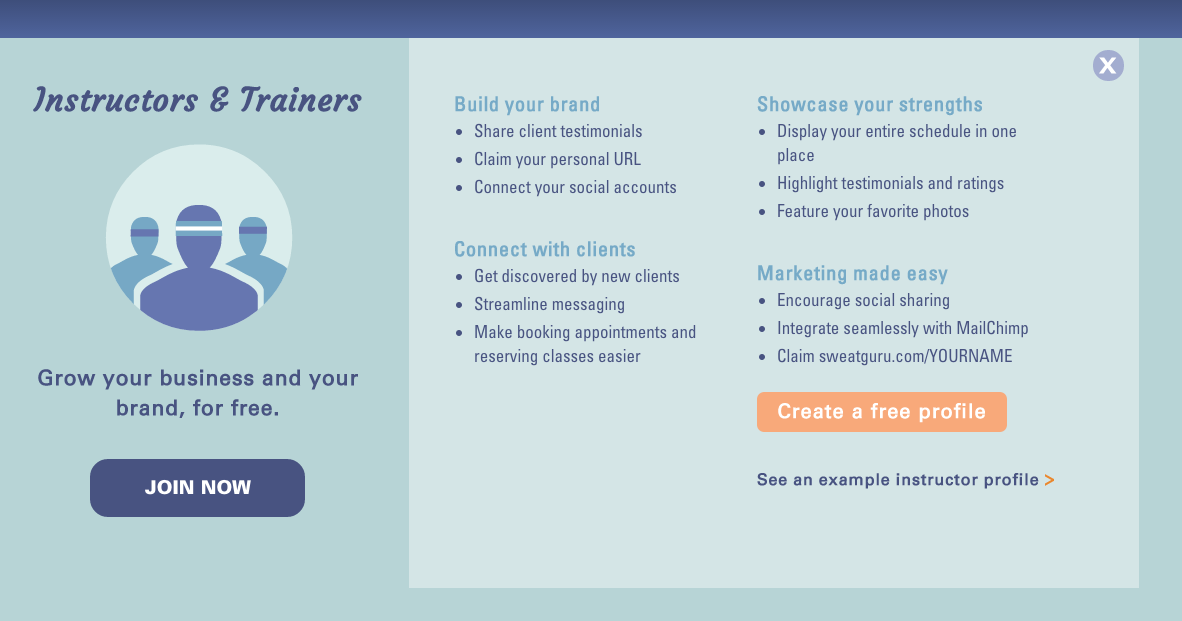 Instructors & Trainers
Grow your business and your
brand, for free.
JOIN NOW
X
Build your brand
• Share client testimonials
• Claim your personal URL
• Connect your social accounts
Connect with clients
• Get discovered by new clients
• Streamline messaging
• Make booking appointments and
reserving classes easier
Showcase your strengths
• Display your entire schedule in one
place
• Highlight testimonials and ratings
• Feature your favorite photos
Marketing made easy
• Encourage social sharing
• Integrate seamlessly with MailChimp
• Claim sweatguru.com/YOURNAME
Create a free profile
See an example instructor profile >